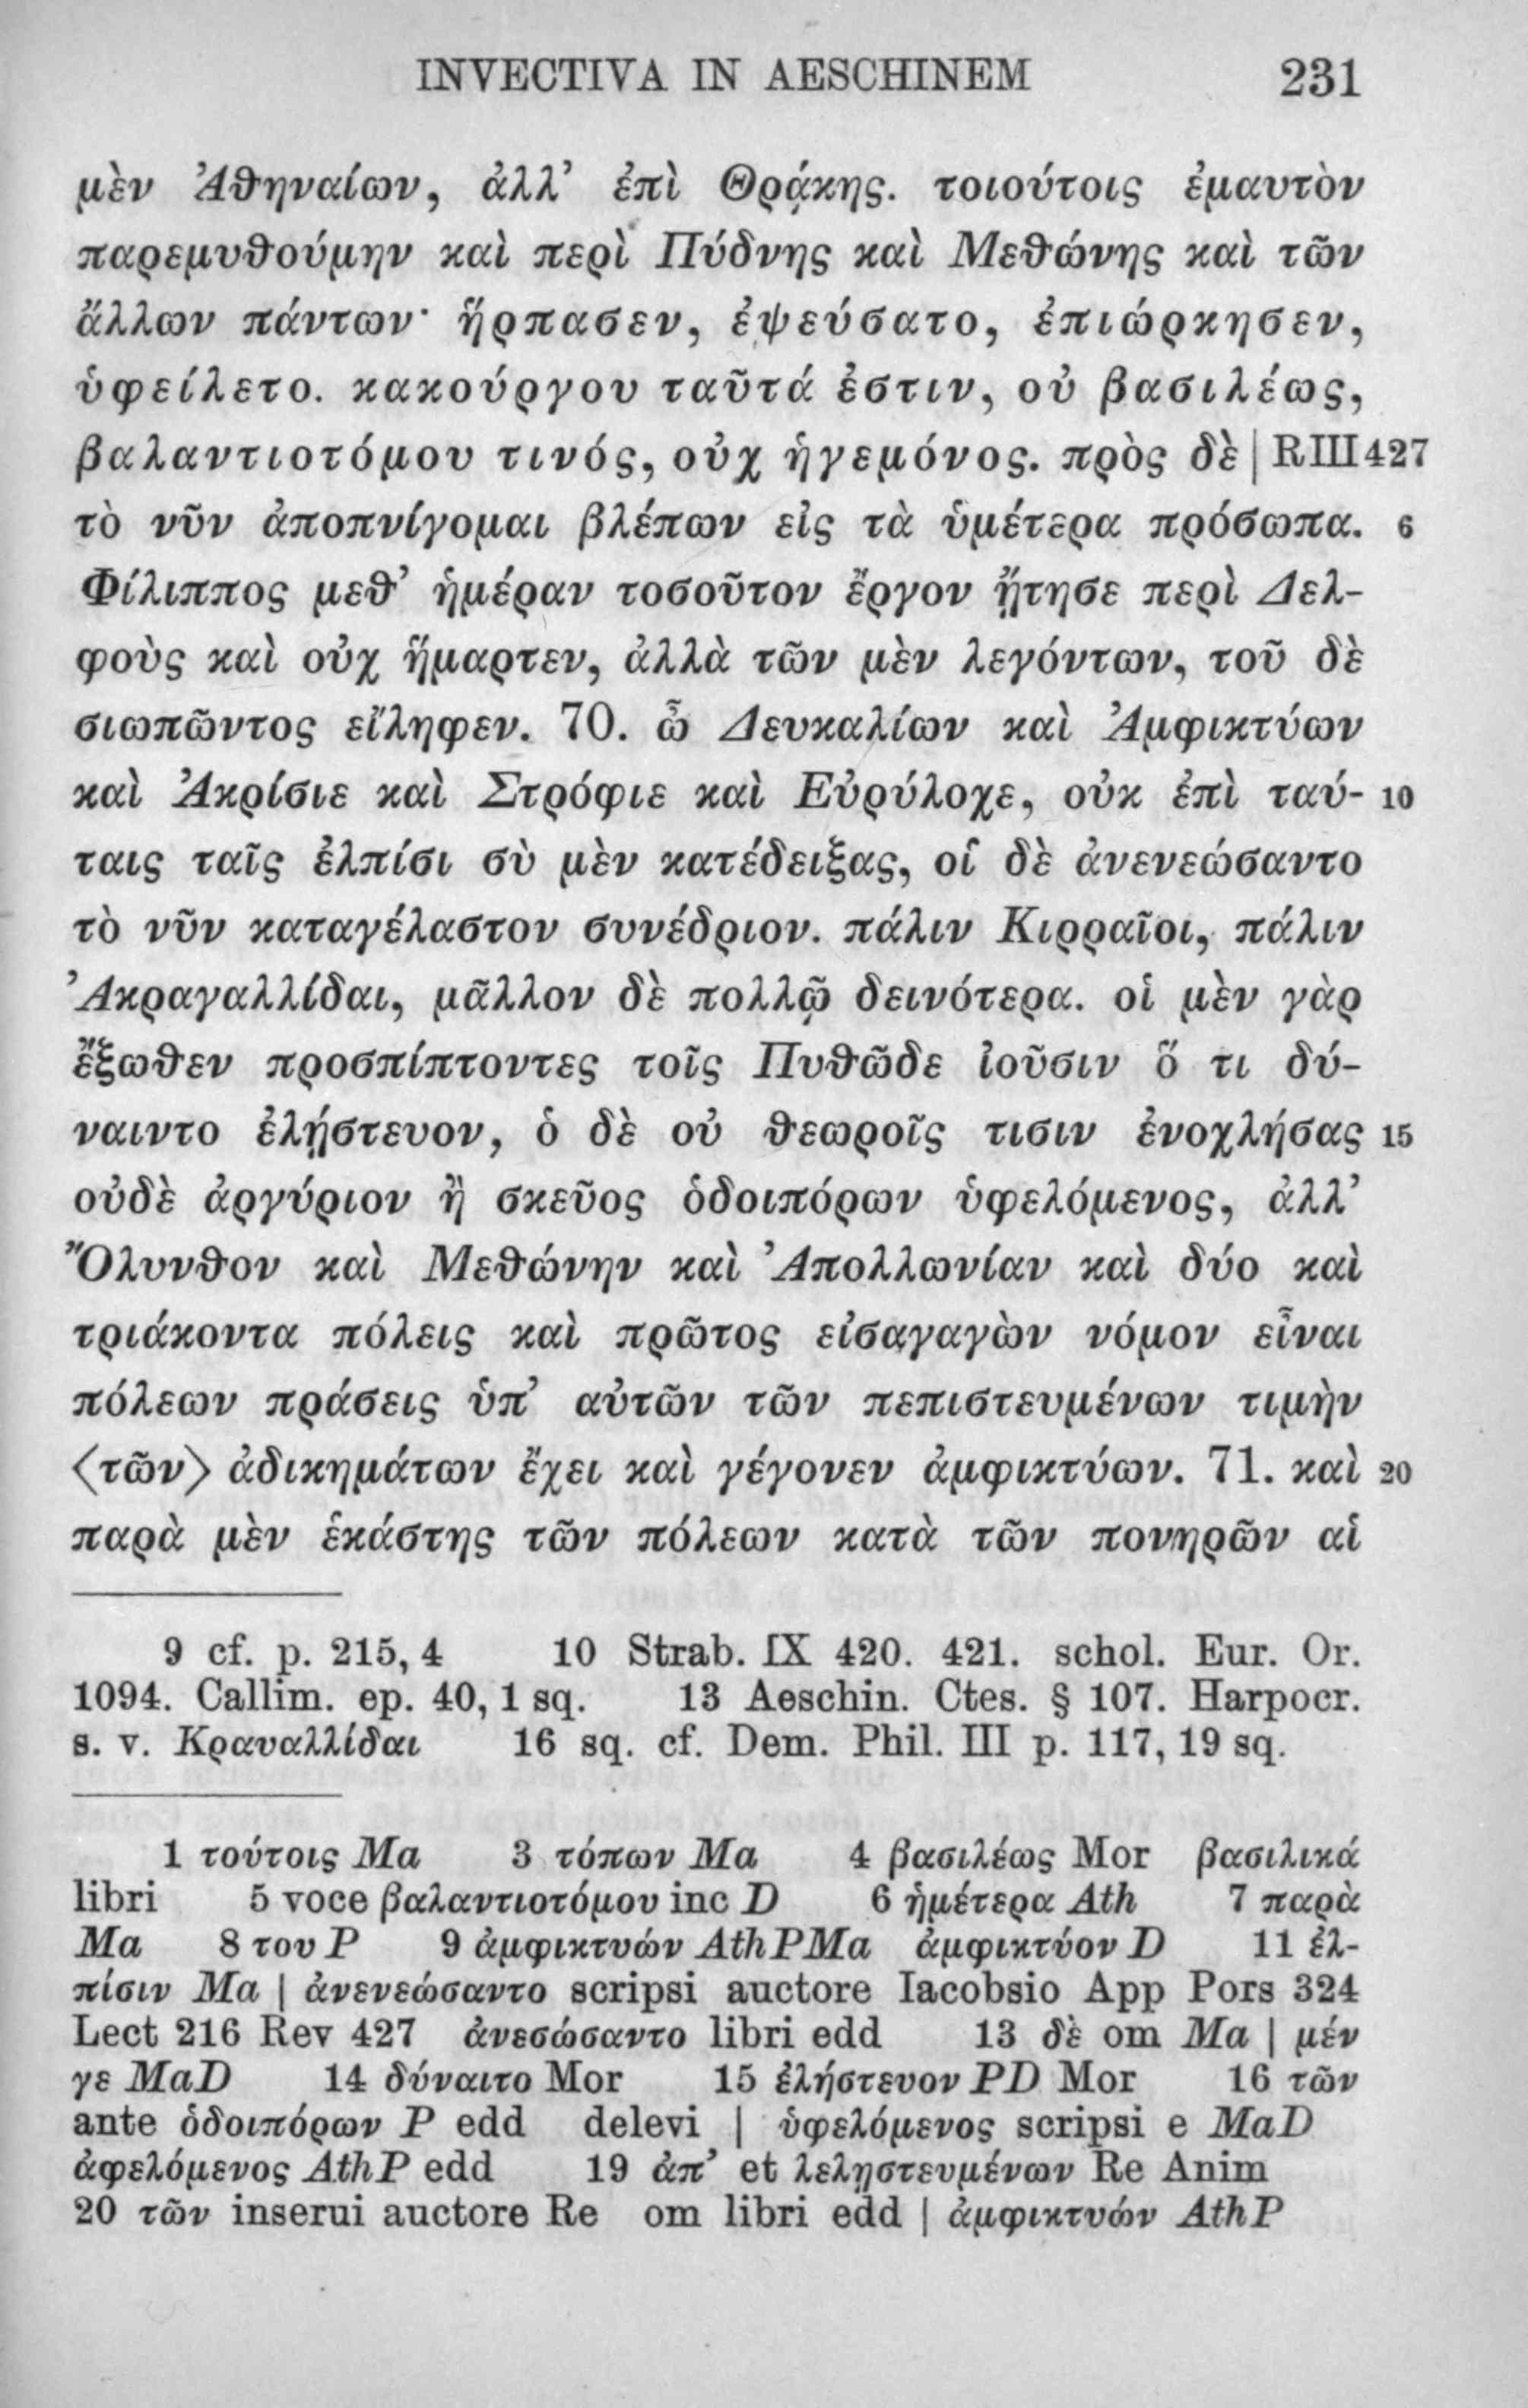 INVECTIVA IN AESCHINEM 231
μὲν Ἀθηναίων, ἀλλ’ ἐπὶ Θρᾴκης. τοιούτοις ἐμαυτὸν
παρεμυθούμην καὶ περὶ Πύδνης καὶ Μεθώνης καὶ τῶν
ἄλλων πάντων· ἥρπασεν, ἐψεύσατο, ἐπιώρκησεν,
ὑφείλετο. κακούργου ταῦτά ἐστιν, οὐ βασιλέως,
βαλαντιοτόμου τινός, οὐχ ἡγεμόνος. πρὸς δὲ | RIII 427
τὸ νῦν ἀποπνίγομαι βλέπων εἰς τὰ ὑμέτερα πρόσωπα. 6
Φίλιππος μεθ’ ἡμέραν τοσοῦτον ἔργον ᾔτησε περὶ Δελ-
φοὺς καὶ οὐχ ἥμαρτεν, ἀλλὰ τῶν μὲν λεγόντων, τοῦ δὲ
σιωπῶντος εἴληφεν. 70. ὦ Δευκαλίων καὶ Ἀμφικτύων
καὶ Ἀκρίσιε καὶ Στρόφιε καὶ Εὐρύλοχε, οὐκ ἐπὶ ταύ- 10
ταις ταῖς ἐλπίσι σὺ μὲν κατέδειξας, οἳ δὲ ἀνενεώσαντο
τὸ νῦν καταγέλαστον συνέδριον. πάλιν Κιρραῖοι, πάλιν
Ἀκραγαλλίδαι, μᾶλλον δὲ πολλῷ δεινότερα. οἱ μὲν γὰρ
ἔξωθεν προσπίπτοντες τοῖς Πυθῶδε ἰοῦσιν ὅ τι δύ-
ναιντο ἐλῄστευον, ὁ δὲ οὐ θεωροῖς τισιν ἐνοχλήσας 15
οὐδὲ ἀργύριον ἢ σκεῦος ὁδοιπόρων ὑφελόμενος, ἀλλ’
Ὄλυνθον καὶ Μεθώνην καὶ Ἀπολλωνίαν καὶ δύο καὶ
τριάκοντα πόλεις καὶ πρῶτος εἰσαγαγὼν νόμον εἶναι
πόλεων πράσεις ὑπ’ αὐτῶν τῶν πεπιστευμένων τιμὴν
⟨τῶν⟩ ἀδικημάτων ἔχει καὶ γέγονεν ἀμφικτύων. 71. καὶ 20
παρὰ μὲν ἑκάστης τῶν πόλεων κατὰ τῶν πονηρῶν αἱ
9 cf. p. 215, 4 10 Strab. IX 420. 421. schol. Eur. Or.
1094. Callim. ep. 40, 1 sq. 13 Aeschin. Ctes. § 107. Harpocr.
s. v. Κραναλλίδαι 16 sq. cf. Dem. Phil. III p. 117, 19 sq.
1 τούτοις Ma 3 τόπων Ma 4 βασιλέως Mor βασιλικά
libri 5 voce βαλαντιοτόμου inc D 6 ἡμέτερα Ath 7 παρὰ
Ma 8 του P 9 ἀμφικτυών AthPMa ἀμφικτύον D 11 ἐλ-
πίσιν Ma | ἀνενεώσαντο scripsi auctore Iacobsio App Pors 324
Lect 216 Rev 427 ἀνεσώσαντο libri edd 13 δὲ om Ma | μέν
γε MaD 14 δύναιτο Mor 15 ἐλήστευον PD Mor 16 τῶν
ante ὁδοιπόρων P edd delevi | ὑφελόμενος scripsi e MaD
ἀφελόμενος AthP edd 19 ἀπ’ et λελῃστευμένων Re Anim
20 τῶν inserui auctore Re om libri edd | ἀμφικτυών AthP